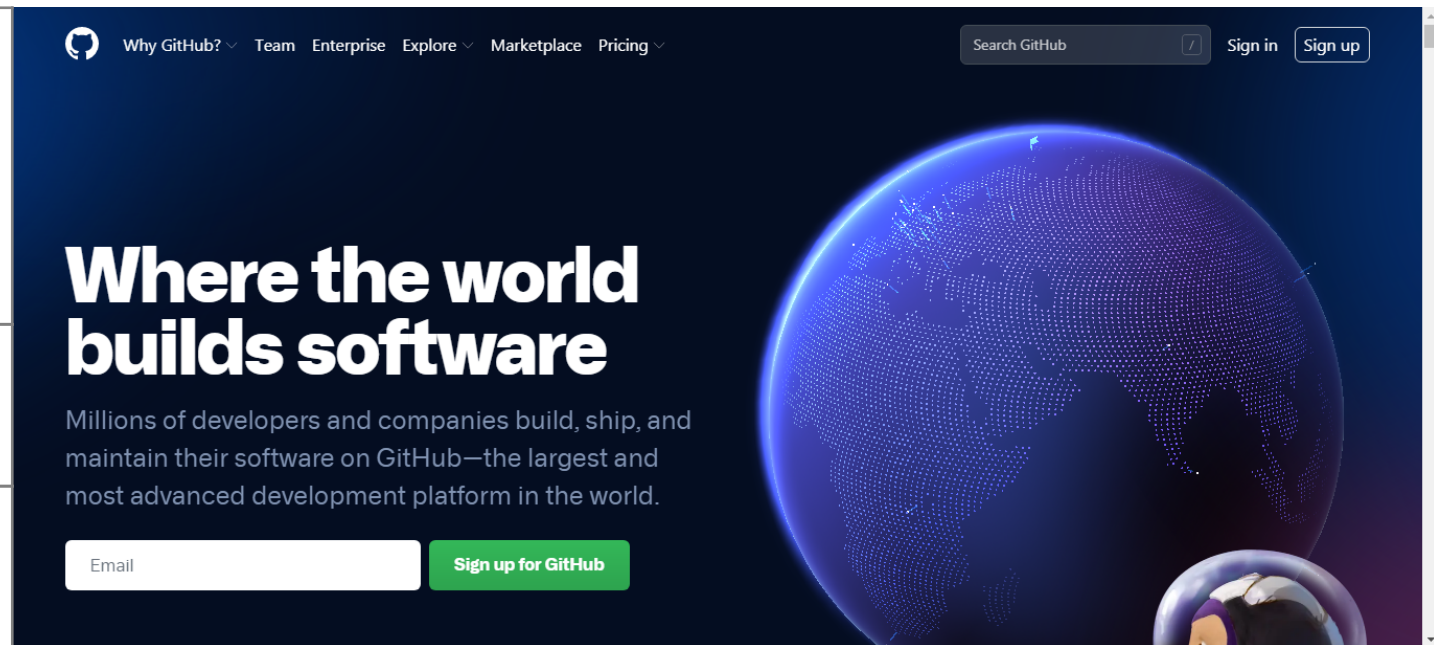 Why GitHub? Team Enterprise Explore Marketplace Pricing Search GitHub / Sign in Sign up
Where the world
builds software
Millions of developers and companies build, ship, and
maintain their software on GitHub—the largest and
most advanced development platform in the world.
Email Sign up for GitHub